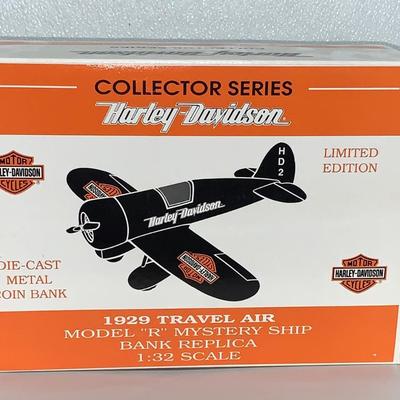 COLLECTOR SERIES
Harley Davidson
LIMITED
EDITION
HD2
Harley Davidson
MOTOR
HARLEY-DAVIDSON
CYCLES
DIE-CAST
METAL
COIN BANK
MOTOR
HARLEY-DAVIDSON
CYCLES
1929 TRAVEL AIR
MODEL "R" MYSTERY SHIP
BANK REPLICA
1:32 SCALE